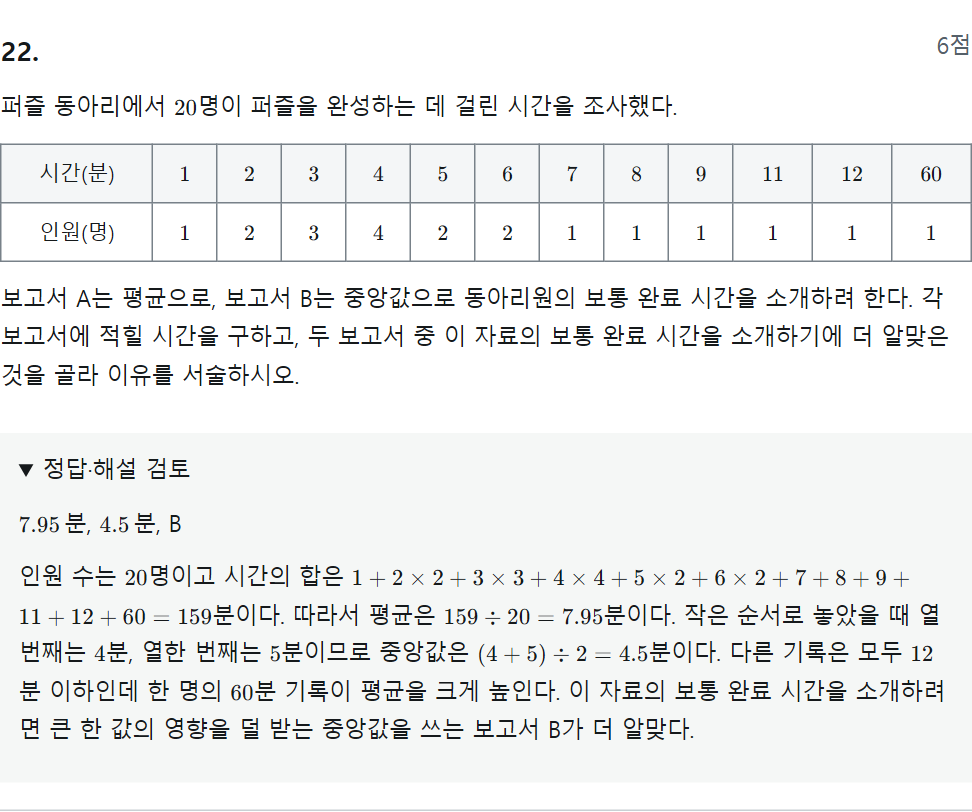 22.
6점
퍼즐 동아리에서 20명이 퍼즐을 완성하는 데 걸린 시간을 조사했다.
시간(분) 1 2 3 4 5 6 7 8 9 11 12 60
인원(명) 1 2 3 4 2 2 1 1 1 1 1 1
보고서 A는 평균으로, 보고서 B는 중앙값으로 동아리원의 보통 완료 시간을 소개하려 한다. 각
보고서에 적힐 시간을 구하고, 두 보고서 중 이 자료의 보통 완료 시간을 소개하기에 더 알맞은
것을 골라 이유를 서술하시오.
▼ 정답·해설 검토
7.95분, 4.5분, B
인원 수는 20명이고 시간의 합은 1 + 2 × 2 + 3 × 3 + 4 × 4 + 5 × 2 + 6 × 2 + 7 + 8 + 9 +
11 + 12 + 60 = 159분이다. 따라서 평균은 159 ÷ 20 = 7.95분이다. 작은 순서로 놓았을 때 열
번째는 4분, 열한 번째는 5분이므로 중앙값은 (4 + 5) ÷ 2 = 4.5분이다. 다른 기록은 모두 12
분 이하인데 한 명의 60분 기록이 평균을 크게 높인다. 이 자료의 보통 완료 시간을 소개하려
면 큰 한 값의 영향을 덜 받는 중앙값을 쓰는 보고서 B가 더 알맞다.